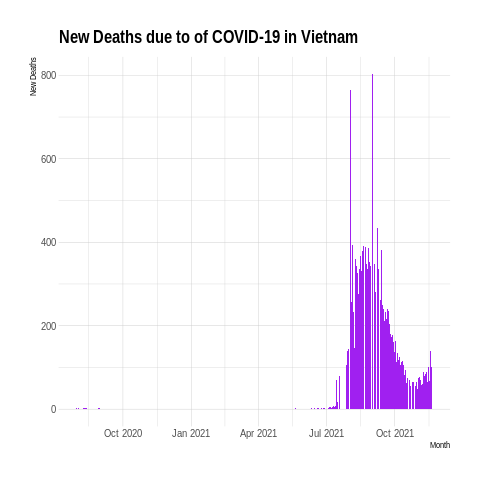 New Deaths due to of COVID-19 in Vietnam
New Deaths
800
600
400
200
0
Oct 2020 Jan 2021 Apr 2021 Jul 2021 Oct 2021
Month